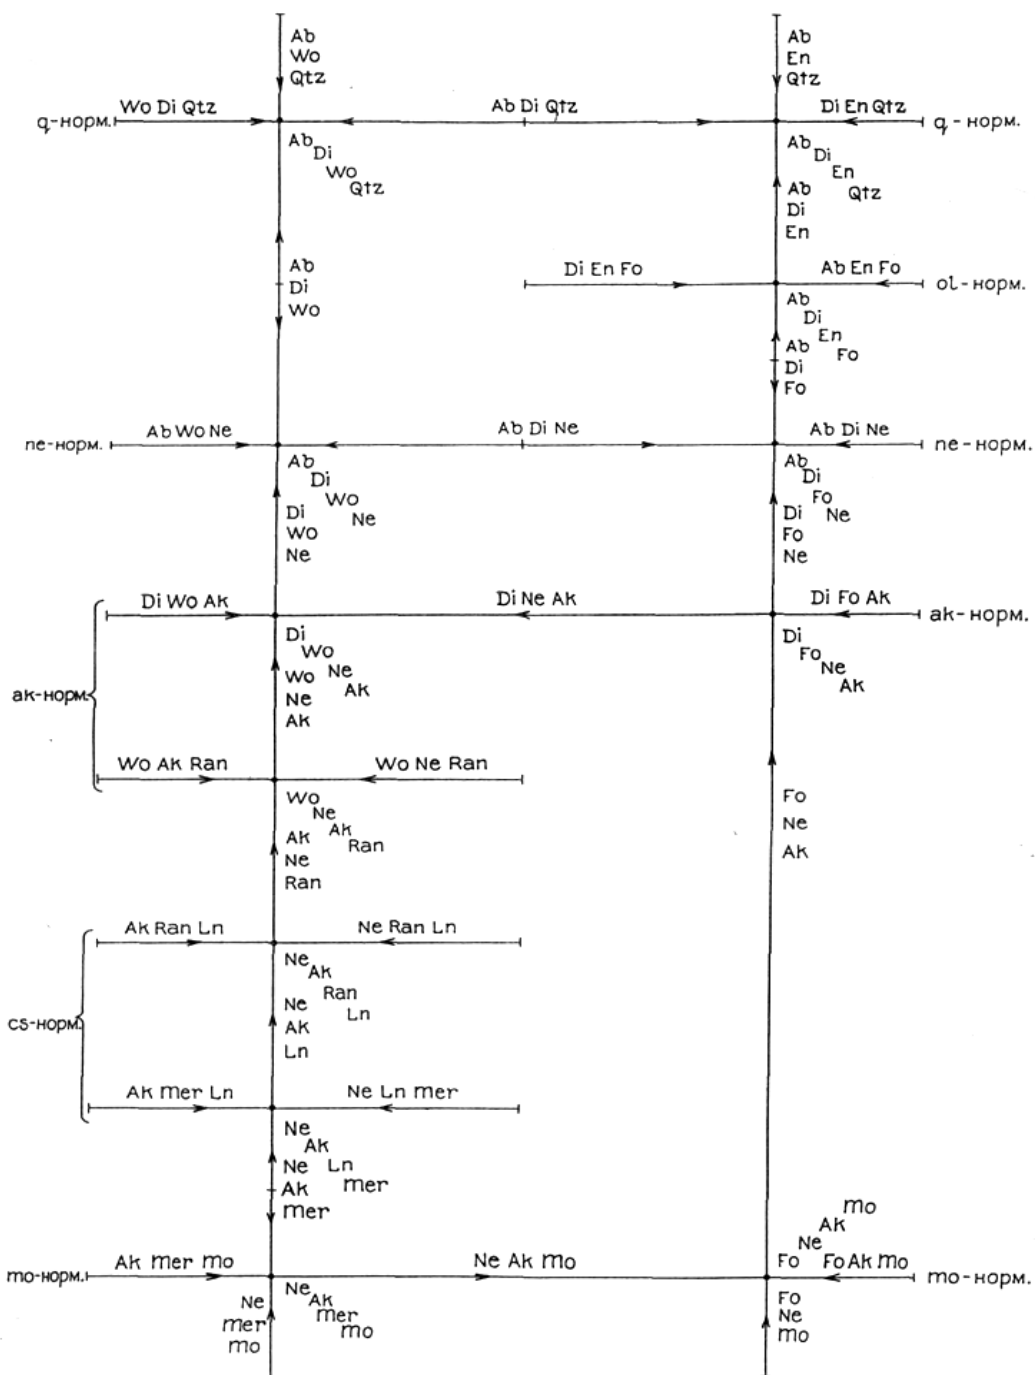 Ab
Wo
Qtz
Ab
En
Qtz
q-норм.
Wo Di Qtz
Ab Di Qtz
Di En Qtz
q - норм.
Ab
Di
Wo
Qtz
Ab
Di
En
Qtz
Ab
Di
En
Ab
Di
Wo
Di En Fo
Ab En Fo
ol-норм.
Ab
Di
En
Fo
Ab
Di
Fo
ne-норм.
Ab Wo Ne
Ab Di Ne
Ab Di Ne
ne-норм.
Ab
Di
Wo
Ne
Di
Wo
Ne
Ab
Di
Fo
Ne
Di
Fo
Ne
ак-норм.
Di Wo Ak
Di Ne Ak
Di Fo Ak
ак-норм.
Di
Wo
Ne
Ak
Wo
Ne
Ak
Di
Fo
Ne
Ak
Wo Ak Ran
Wo Ne Ran
Wo
Ne
Ak
Ran
Ak
Ne
Ran
Fo
Ne
Ak
cs-норм.
Ak Ran Ln
Ne Ran Ln
Ne
Ak
Ran
Ln
Ne
Ak
Ln
Ak mer Ln
Ne Ln mer
Ne
Ak
Ln
mer
Ne
Ak
mer
mo-норм.
Ak mer mo
Ne Ak mo
Fo Ne Ak mo
Fo Ak mo
mo-норм.
Ne
Ak
mer
mo
Ne
mer
mo
Fo
Ne
mo